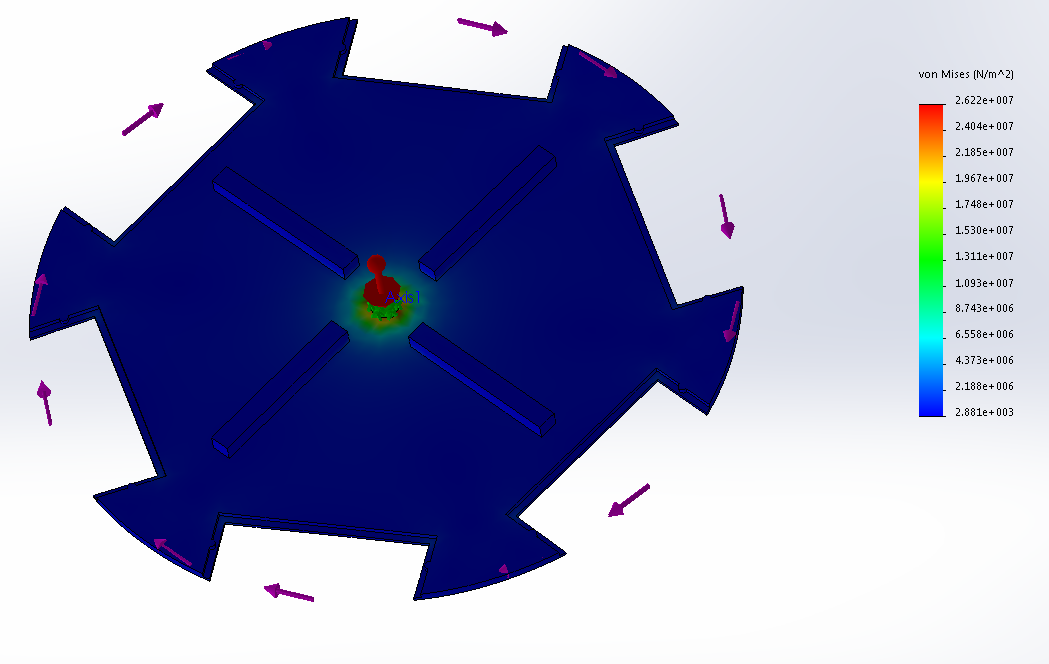 von Mises (N/m^2)
2.622e+007
2.404e+007
2.185e+007
1.967e+007
1.748e+007
1.530e+007
1.311e+007
1.093e+007
8.743e+006
6.558e+006
4.373e+006
2.188e+006
2.881e+003
Axis1